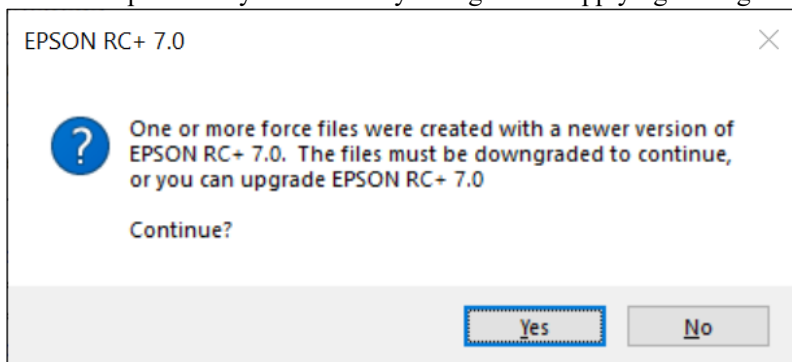 EPSON RC+ 7.0
?
One or more force files were created with a newer version of
EPSON RC+ 7.0.  The files must be downgraded to continue,
or you can upgrade EPSON RC+ 7.0
Continue?
Yes
No